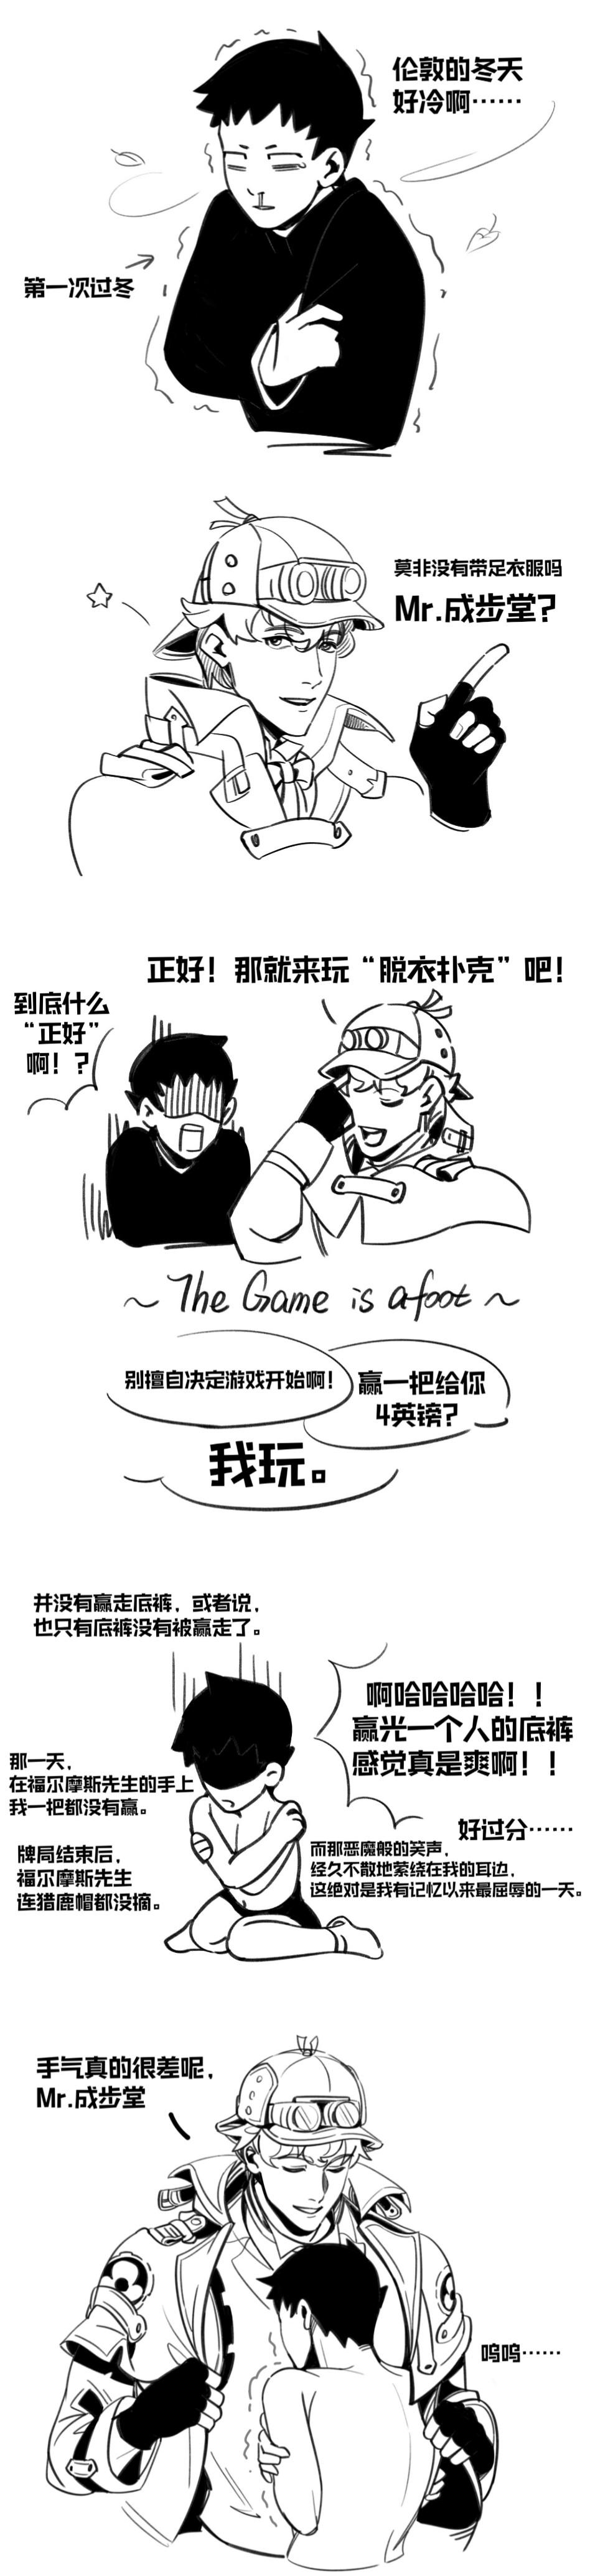 伦敦的冬天
好冷啊……
第一次过冬
莫非没有带足衣服吗
Mr.成步堂？
正好！那就来玩“脱衣扑克”吧！
到底什么
“正好”
啊！？
~The Game is afoot~
别擅自决定游戏开始啊！
赢一把给你
4英镑？
我玩。
并没有赢走底裤，或者说，
也只有底裤没有被赢走了。
啊哈哈哈哈！！
赢光一个人的底裤
感觉真是爽啊！！
那一天，
在福尔摩斯先生的手上
我一把都没有赢。
好过分……
牌局结束后，
福尔摩斯先生
连猎鹿帽都没摘。
而那恶魔般的笑声，
经久不散地萦绕在我的耳边，
这绝对是我有记忆以来最屈辱的一天。
手气真的很差呢，
Mr.成步堂
呜呜……